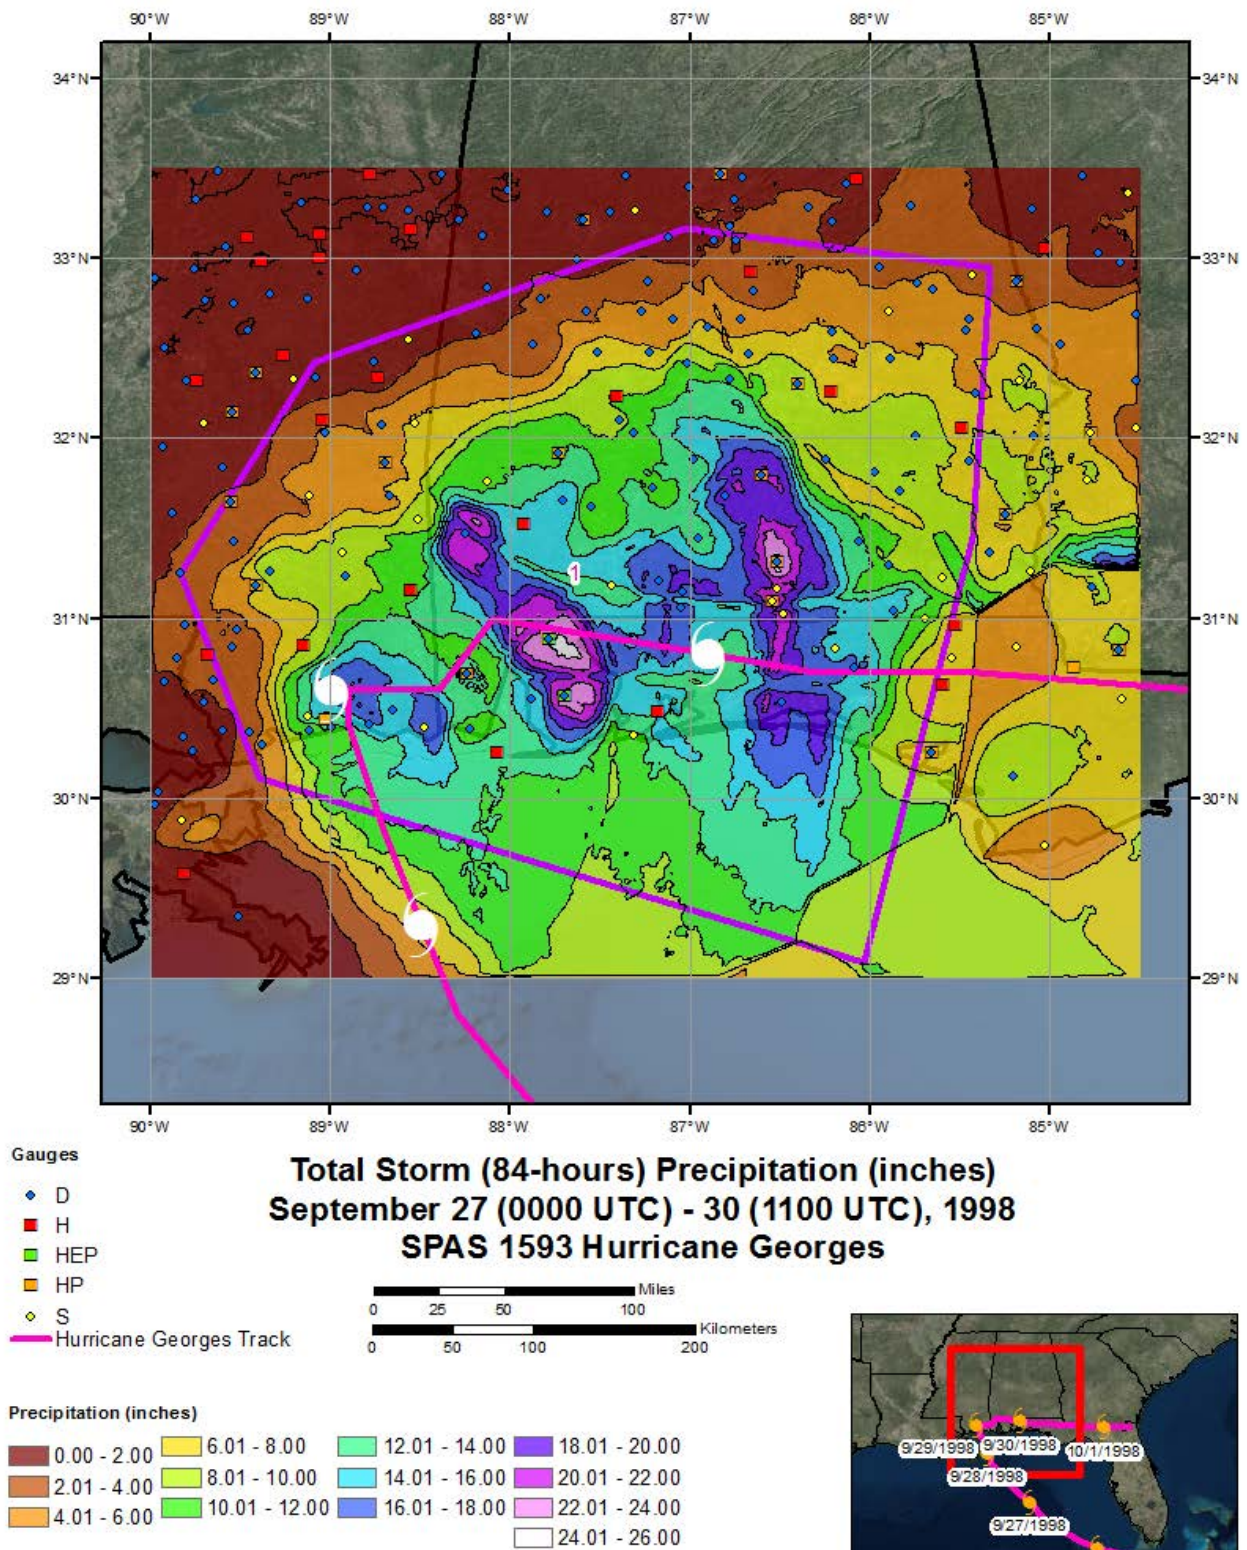 90°W 89°W 88°W 87°W 86°W 85°W
34°N 34°N
33°N 33°N
32°N 32°N
1
31°N 31°N
30°N 30°N
29°N 29°N
90°W 89°W 88°W 87°W 86°W 85°W
Gauges
D
H
HEP
HP
S
Hurricane Georges Track
Total Storm (84-hours) Precipitation (inches)
September 27 (0000 UTC) - 30 (1100 UTC), 1998
SPAS 1593 Hurricane Georges
Miles
0 25 50 100
Kilometers
0 50 100 200
Precipitation (inches)
0.00 - 2.00
2.01 - 4.00
4.01 - 6.00
6.01 - 8.00
8.01 - 10.00
10.01 - 12.00
12.01 - 14.00
14.01 - 16.00
16.01 - 18.00
18.01 - 20.00
20.01 - 22.00
22.01 - 24.00
24.01 - 26.00
9/29/1998 9/30/1998 10/1/1998
9/28/1998
9/27/1998